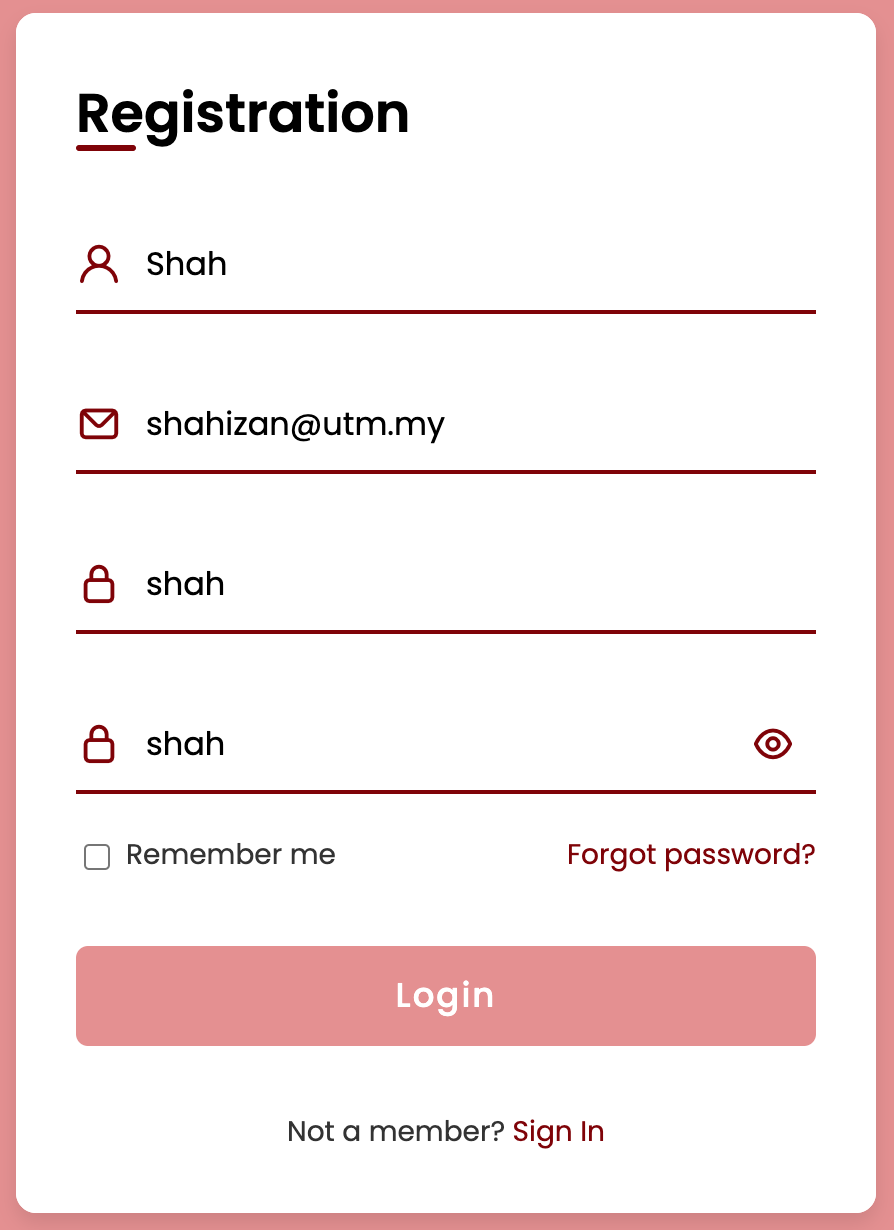 Registration
Shah
shahizan@utm.my
shah
shah
Remember me Forgot password?
Login
Not a member? Sign In